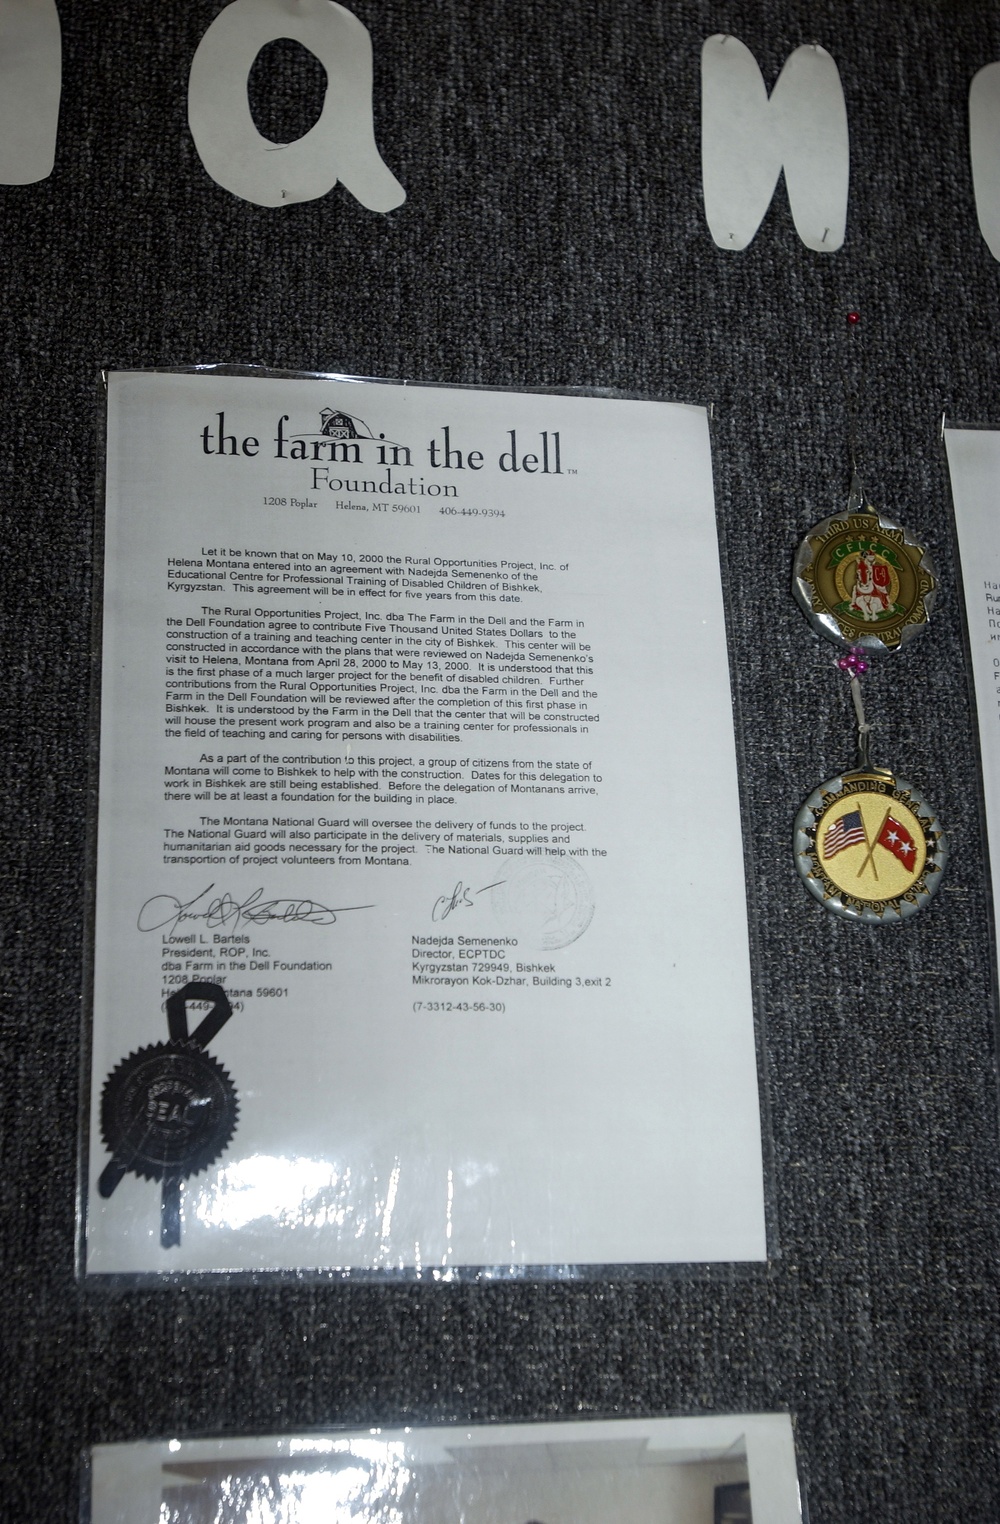 а н
the farm in the dell™
Foundation
1208 Poplar Helena, MT 59601 406-449-9394
Let it be known that on May 10, 2000 the Rural Opportunities Project, Inc. of
Helena Montana entered into an agreement with Nadejda Semenenko of the
Educational Centre for Professional Training of Disabled Children of Bishkek,
Kyrgyzstan. This agreement will be in effect for five years from this date.
The Rural Opportunities Project, Inc. dba The Farm in the Dell and the Farm in
the Dell Foundation agree to contribute Five Thousand United States Dollars to the
construction of a training and teaching center in the city of Bishkek. This center will be
constructed in accordance with the plans that were reviewed on Nadejda Semenenko's
visit to Helena, Montana from April 28, 2000 to May 13, 2000. It is understood that this
is the first phase of a much larger project for the benefit of disabled children. Further
contributions from the Rural Opportunities Project, Inc. dba the Farm in the Dell and the
Farm in the Dell Foundation will be reviewed after the completion of this first phase in
Bishkek. It is understood by the Farm in the Dell that the center that will be constructed
will house the present work program and also be a training center for professionals in
the field of teaching and caring for persons with disabilities.
As a part of the contribution to this project, a group of citizens from the state of
Montana will come to Bishkek to help with the construction. Dates for this delegation to
work in Bishkek are still being established. Before the delegation of Montanans arrive,
there will be at least a foundation for the building in place.
The Montana National Guard will oversee the delivery of funds to the project.
The National Guard will also participate in the delivery of materials, supplies and
humanitarian aid goods necessary for the project. The National Guard will help with the
transportion of project volunteers from Montana.
Lowell L. Bartels
President, ROP, Inc.
dba Farm in the Dell Foundation
1208 Poplar
Montana 59601
Nadejda Semenenko
Director, ECPTDC
Kyrgyzstan 729949, Bishkek
Mikrorayon Kok-Dzhar, Building 3,exit 2
(7-3312-43-56-30)
SEAL
THIRD US ARMY
CFLCC
COMMANDING GENERAL
MONTANA NATIONAL GUARD